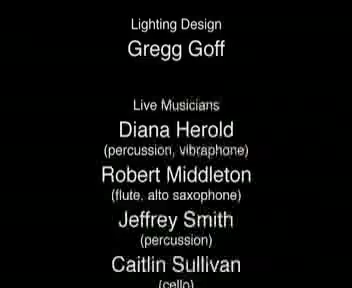 Lighting Design
Gregg Goff
Live Musicians
Diana Herold
(percussion, vibraphone)
Robert Middleton
(flute, alto saxophone)
Jeffrey Smith
(percussion)
Caitlin Sullivan
(cello)